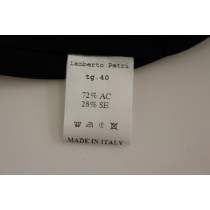 Lamberto Petri
tg.40
72% AC
28% SE
MADE IN ITALY